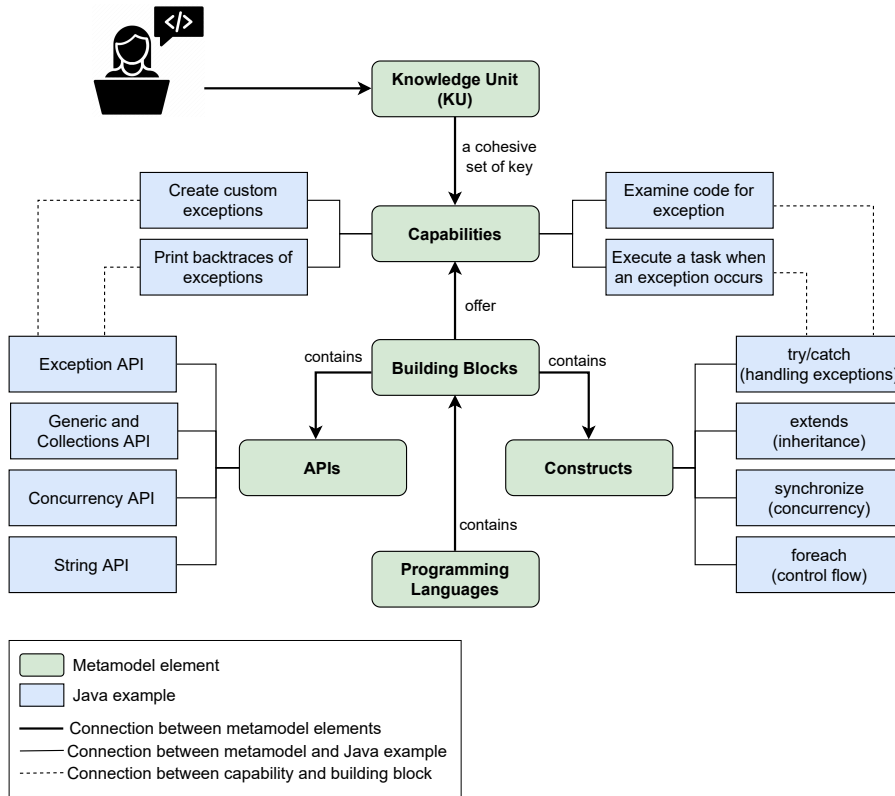 </>
Knowledge Unit
(KU)
a cohesive
set of key
Create custom
exceptions
Print backtraces of
exceptions
Capabilities
Examine code for
exception
Execute a task when
an exception occurs
offer
contains
Building Blocks
contains
Exception API
Generic and
Collections API
Concurrency API
String API
APIs
Constructs
try/catch
(handling exceptions)
extends
(inheritance)
synchronize
(concurrency)
foreach
(control flow)
contains
Programming
Languages
Metamodel element
Java example
Connection between metamodel elements
Connection between metamodel and Java example
Connection between capability and building block